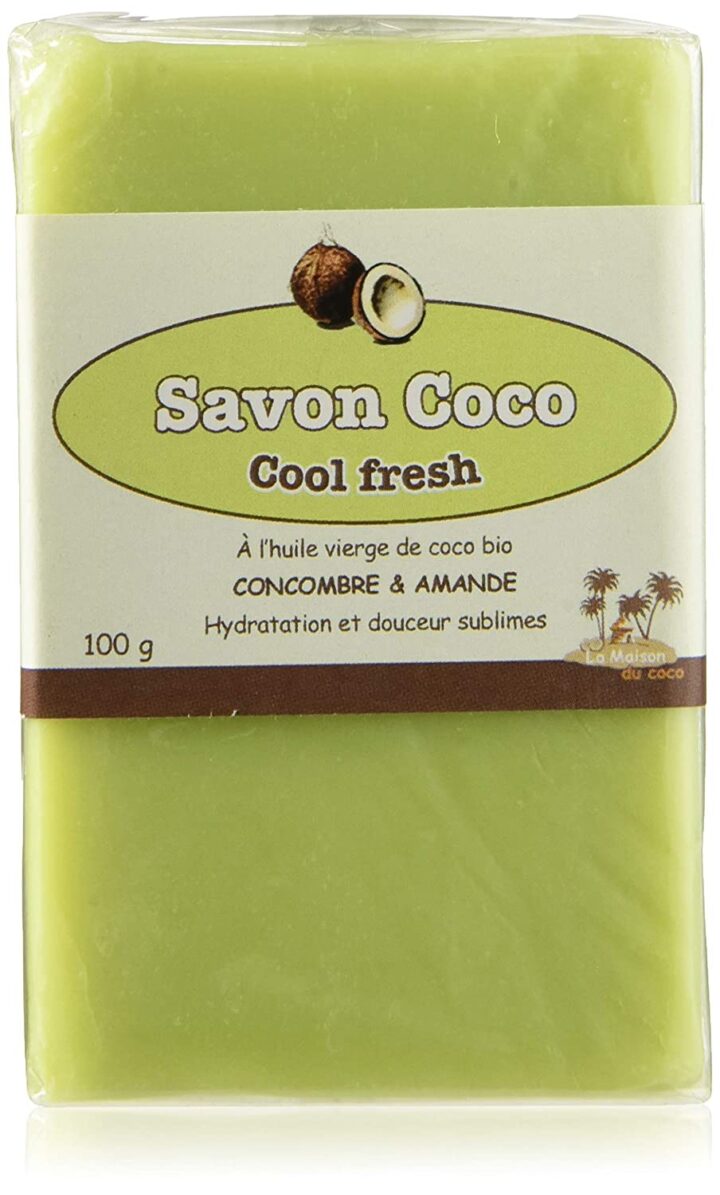 Savon Coco
Cool fresh
À l'huile vierge de coco bio
CONCOMBRE & AMANDE
Hydratation et douceur sublimes
100 g
La Maison
du coco